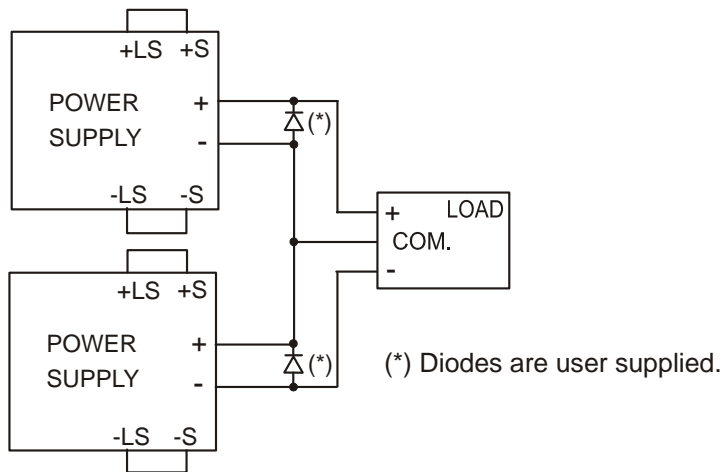 +LS +S
POWER +
SUPPLY -
(*)
-LS -S
+ LOAD
COM.
-
+LS +S
POWER +
SUPPLY -
(*)
-LS -S
(*) Diodes are user supplied.